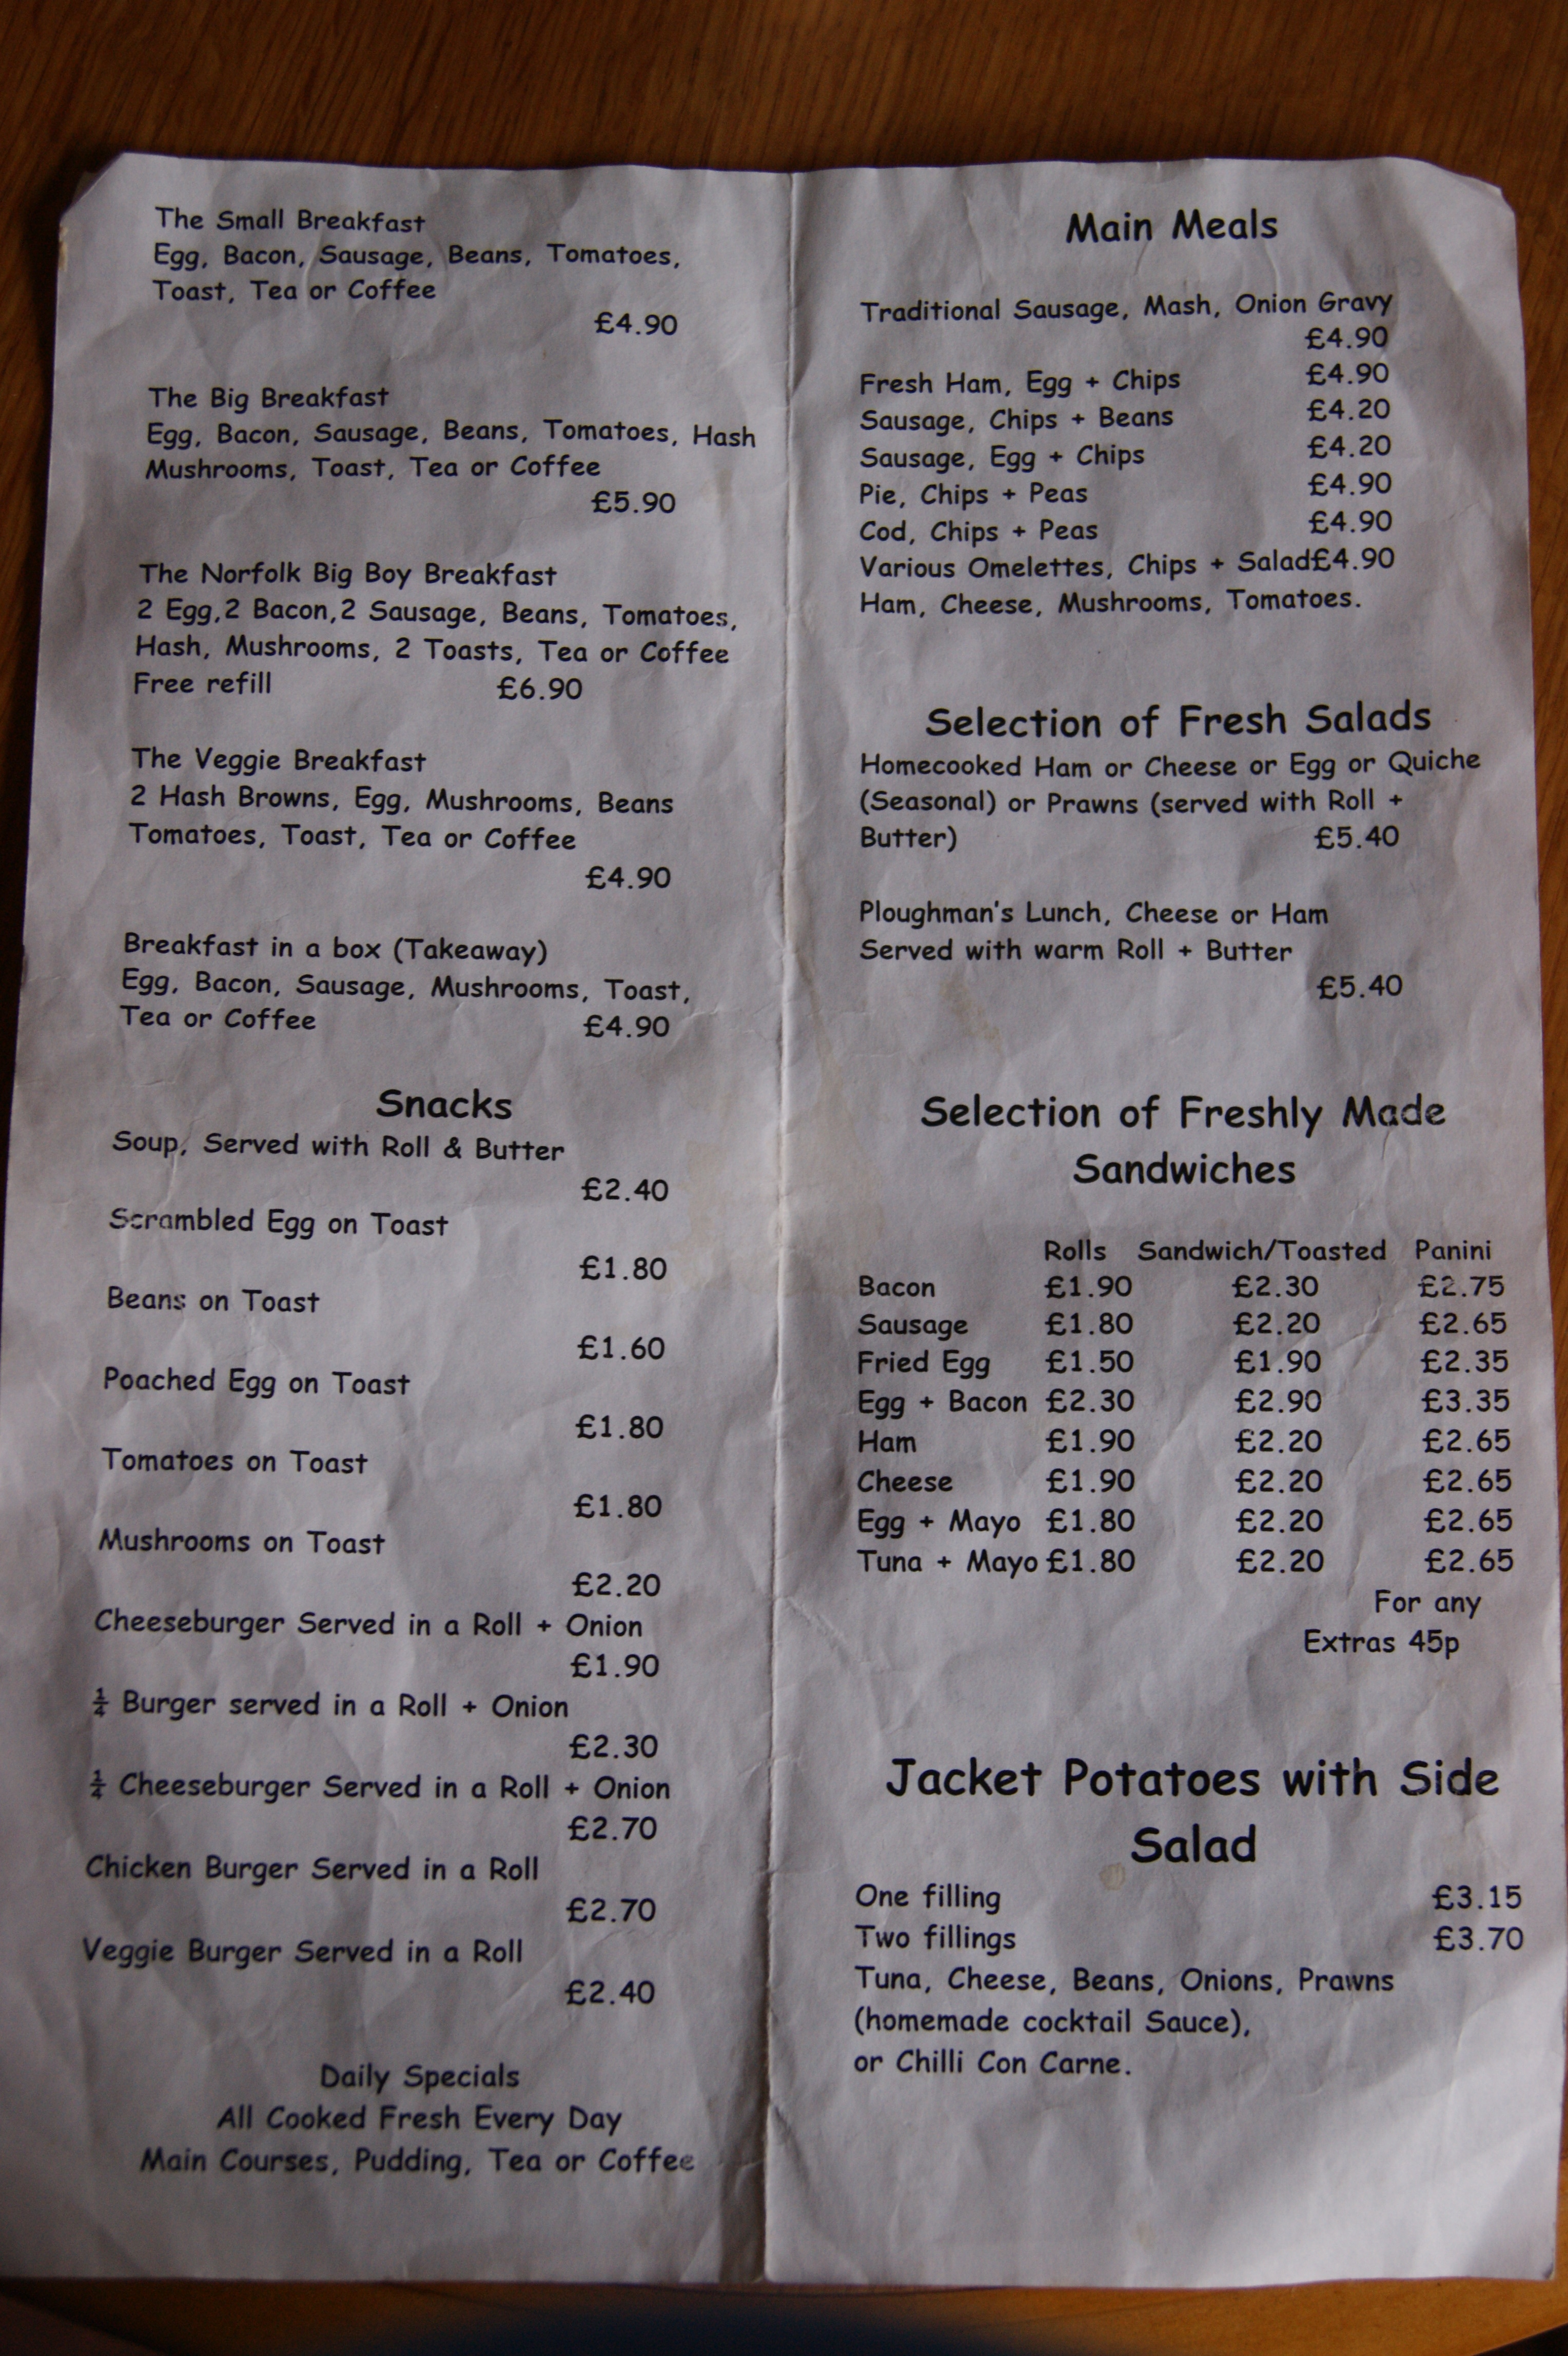 The Small Breakfast
Egg, Bacon, Sausage, Beans, Tomatoes,
Toast, Tea or Coffee
£4.90
The Big Breakfast
Egg, Bacon, Sausage, Beans, Tomatoes, Hash
Mushrooms, Toast, Tea or Coffee
£5.90
The Norfolk Big Boy Breakfast
2 Egg,2 Bacon,2 Sausage, Beans, Tomatoes,
Hash, Mushrooms, 2 Toasts, Tea or Coffee
Free refill £6.90
The Veggie Breakfast
2 Hash Browns, Egg, Mushrooms, Beans
Tomatoes, Toast, Tea or Coffee
£4.90
Breakfast in a box (Takeaway)
Egg, Bacon, Sausage, Mushrooms, Toast,
Tea or Coffee £4.90
Snacks
Soup, Served with Roll & Butter
£2.40
Scrambled Egg on Toast
£1.80
Beans on Toast
£1.60
Poached Egg on Toast
£1.80
Tomatoes on Toast
£1.80
Mushrooms on Toast
£2.20
Cheeseburger Served in a Roll + Onion
£1.90
¼ Burger served in a Roll + Onion
£2.30
¼ Cheeseburger Served in a Roll + Onion
£2.70
Chicken Burger Served in a Roll
£2.70
Veggie Burger Served in a Roll
£2.40
Daily Specials
All Cooked Fresh Every Day
Main Courses, Pudding, Tea or Coffee
Main Meals
Traditional Sausage, Mash, Onion Gravy
£4.90
Fresh Ham, Egg + Chips £4.90
Sausage, Chips + Beans £4.20
Sausage, Egg + Chips £4.20
Pie, Chips + Peas £4.90
Cod, Chips + Peas £4.90
Various Omelettes, Chips + Salad£4.90
Ham, Cheese, Mushrooms, Tomatoes.
Selection of Fresh Salads
Homecooked Ham or Cheese or Egg or Quiche
(Seasonal) or Prawns (served with Roll +
Butter) £5.40
Ploughman's Lunch, Cheese or Ham
Served with warm Roll + Butter
£5.40
Selection of Freshly Made
Sandwiches
Rolls Sandwich/Toasted Panini
Bacon £1.90 £2.30 £2.75
Sausage £1.80 £2.20 £2.65
Fried Egg £1.50 £1.90 £2.35
Egg + Bacon £2.30 £2.90 £3.35
Ham £1.90 £2.20 £2.65
Cheese £1.90 £2.20 £2.65
Egg + Mayo £1.80 £2.20 £2.65
Tuna + Mayo £1.80 £2.20 £2.65
For any
Extras 45p
Jacket Potatoes with Side
Salad
One filling £3.15
Two fillings £3.70
Tuna, Cheese, Beans, Onions, Prawns
(homemade cocktail Sauce),
or Chilli Con Carne.